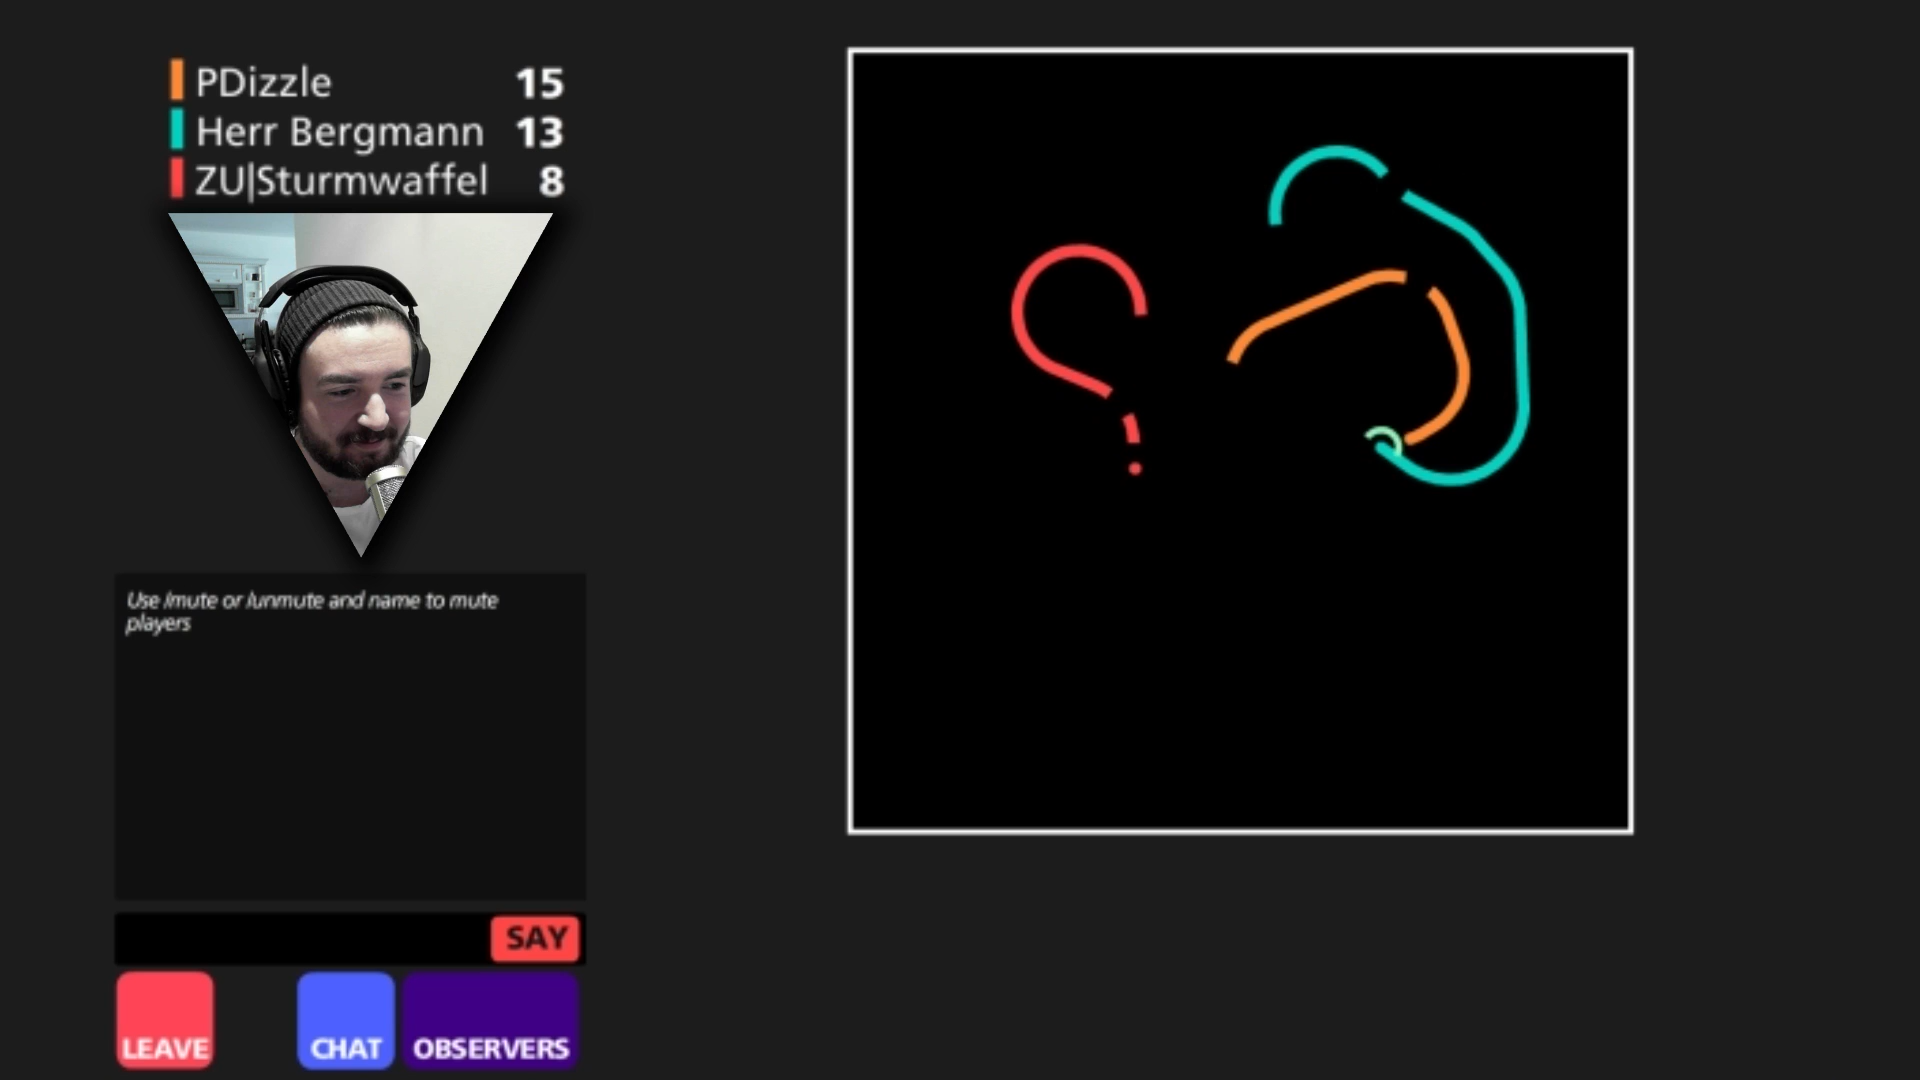 PDizzle 15
Herr Bergmann 13
ZU|Sturmwaffel 8
Use /mute or /unmute and name to mute
players
SAY
LEAVE CHAT OBSERVERS